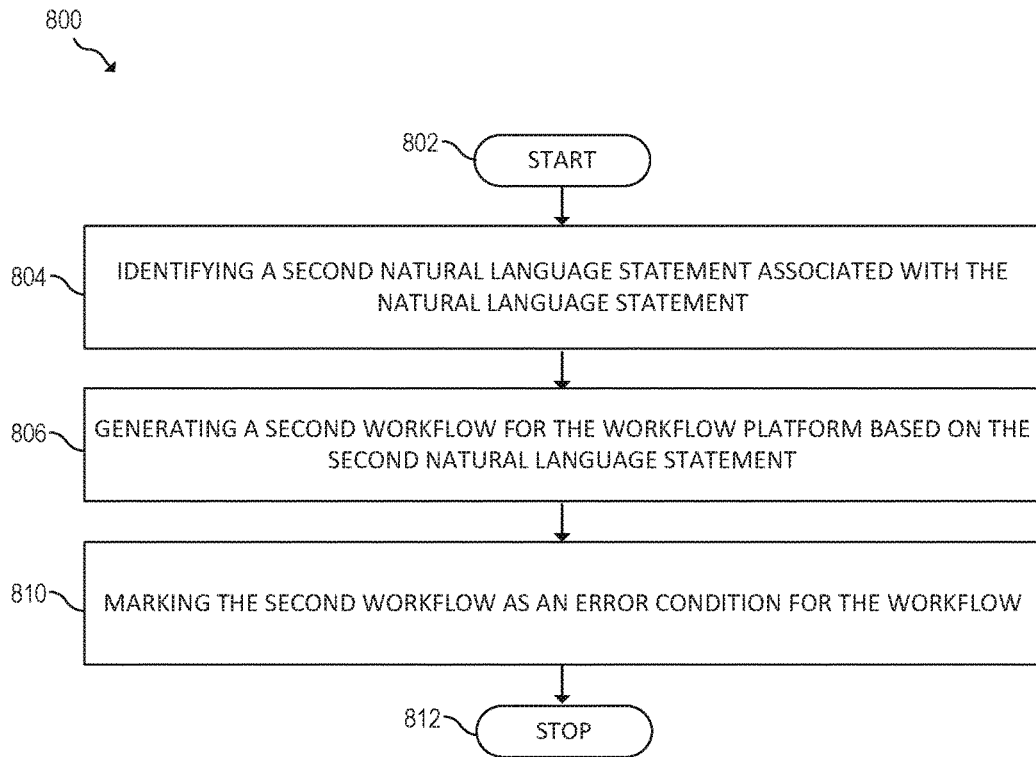 800
802
START
804
IDENTIFYING A SECOND NATURAL LANGUAGE STATEMENT ASSOCIATED WITH THE
NATURAL LANGUAGE STATEMENT
806
GENERATING A SECOND WORKFLOW FOR THE WORKFLOW PLATFORM BASED ON THE
SECOND NATURAL LANGUAGE STATEMENT
810
MARKING THE SECOND WORKFLOW AS AN ERROR CONDITION FOR THE WORKFLOW
812
STOP